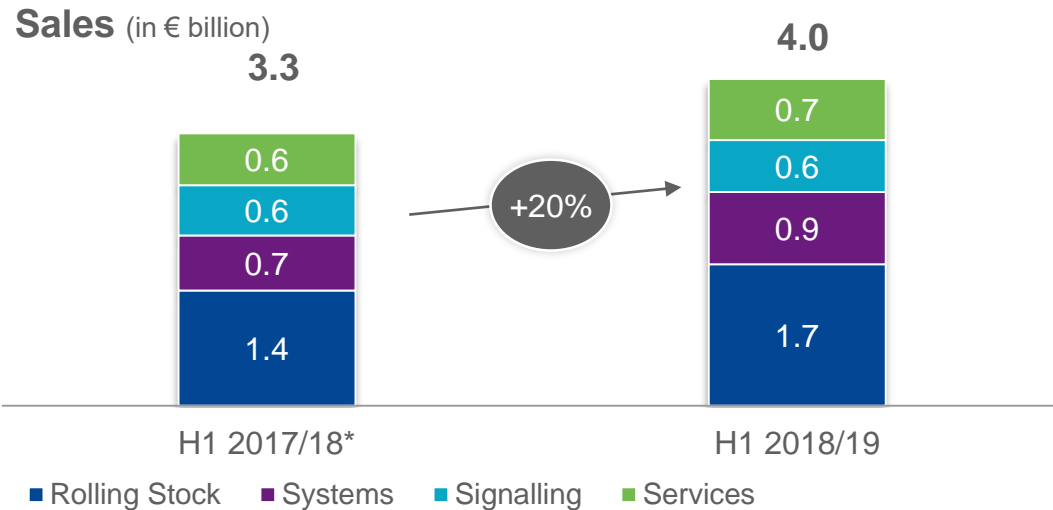 Sales (in € billion)
3.3
4.0
0.6
0.6
0.7
1.4
+20%
0.7
0.6
0.9
1.7
H1 2017/18*
H1 2018/19
Rolling Stock
Systems
Signalling
Services